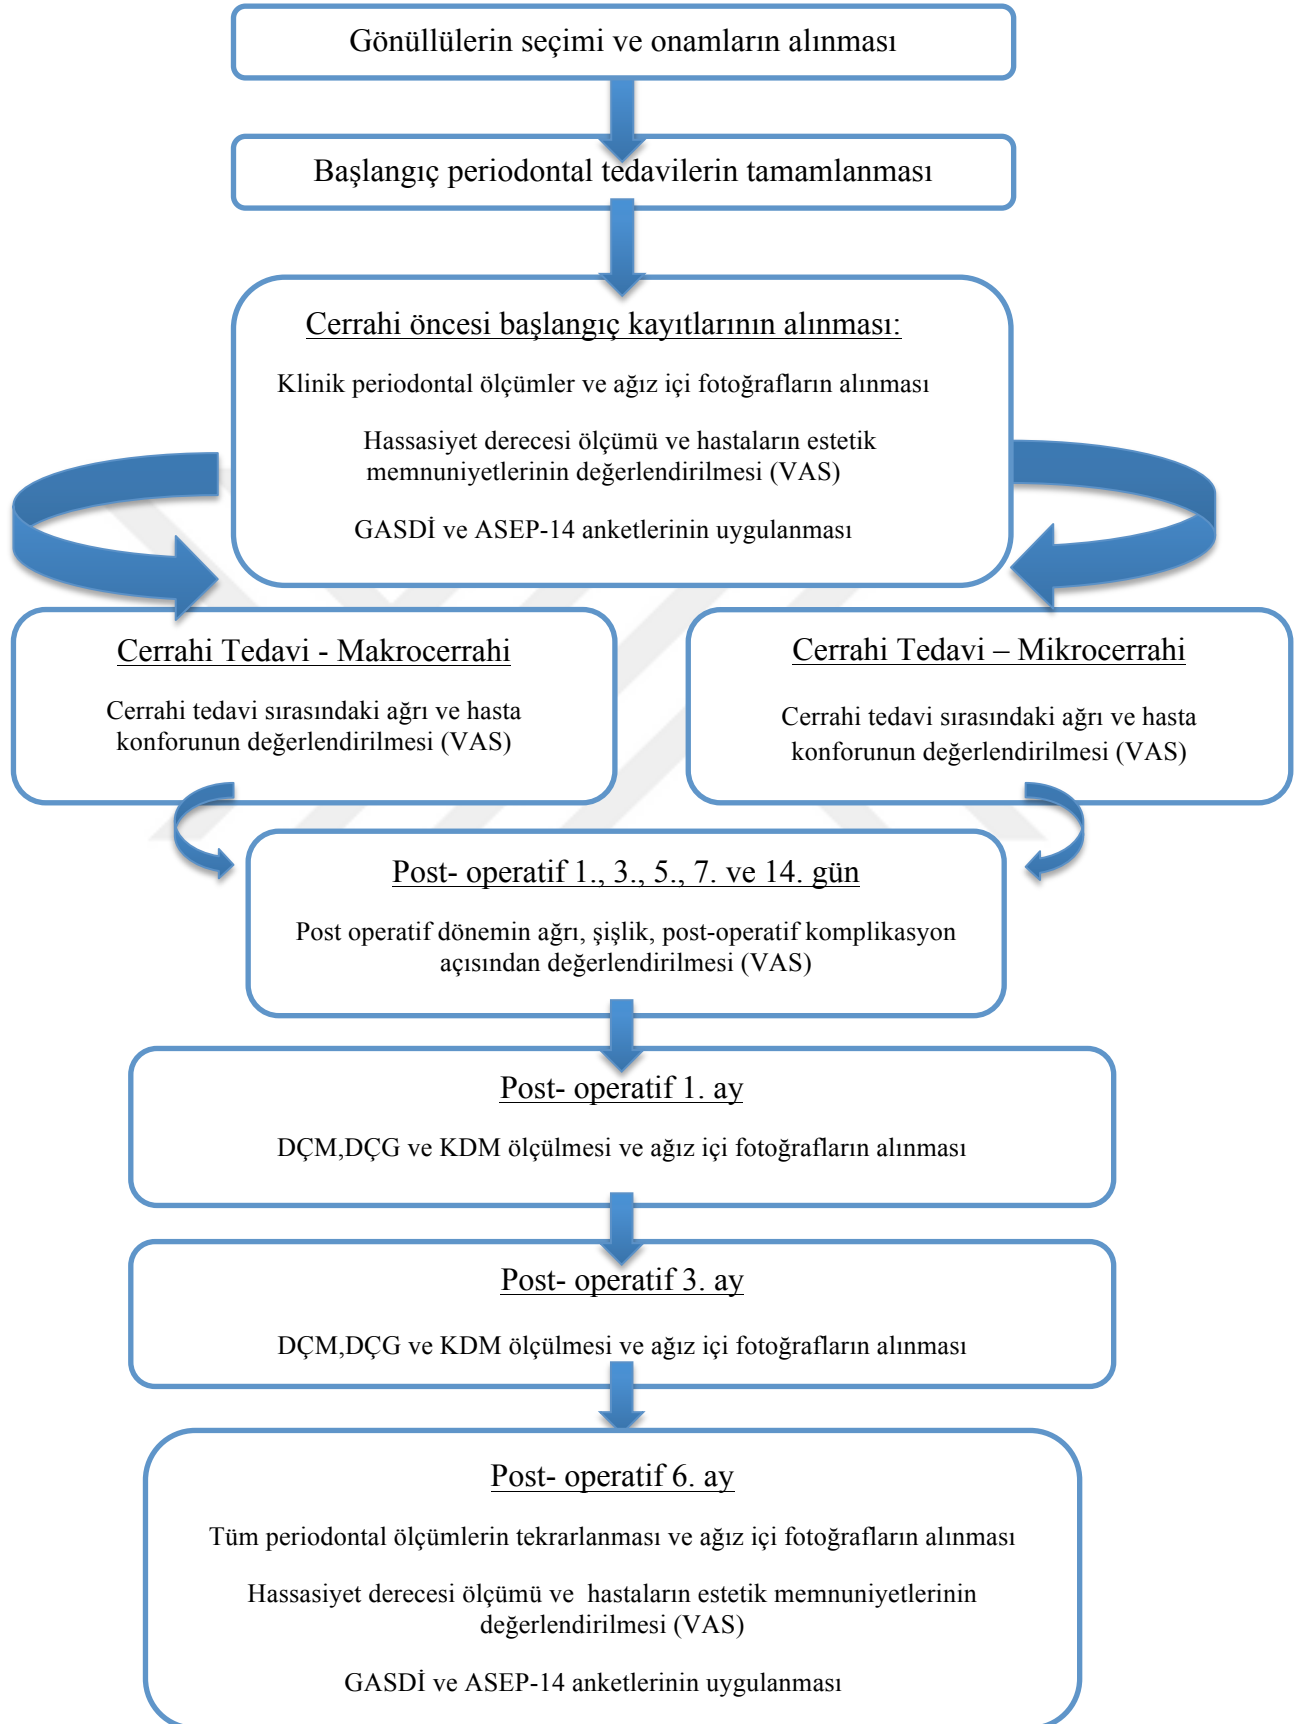 Gönüllülerin seçimi ve onamların alınması
Başlangıç periodontal tedavilerin tamamlanması
Cerrahi öncesi başlangıç kayıtlarının alınması:
Klinik periodontal ölçümler ve ağız içi fotoğrafların alınması
Hassasiyet derecesi ölçümü ve hastaların estetik
memnuniyetlerinin değerlendirilmesi (VAS)
GASDİ ve ASEP-14 anketlerinin uygulanması
Cerrahi Tedavi - Makrocerrahi
Cerrahi tedavi sırasındaki ağrı ve hasta
konforunun değerlendirilmesi (VAS)
Cerrahi Tedavi – Mikrocerrahi
Cerrahi tedavi sırasındaki ağrı ve hasta
konforunun değerlendirilmesi (VAS)
Post- operatif 1., 3., 5., 7. ve 14. gün
Post operatif dönemin ağrı, şişlik, post-operatif komplikasyon
açısından değerlendirilmesi (VAS)
Post- operatif 1. ay
DÇM,DÇG ve KDM ölçülmesi ve ağız içi fotoğrafların alınması
Post- operatif 3. ay
DÇM,DÇG ve KDM ölçülmesi ve ağız içi fotoğrafların alınması
Post- operatif 6. ay
Tüm periodontal ölçümlerin tekrarlanması ve ağız içi fotoğrafların alınması
Hassasiyet derecesi ölçümü ve  hastaların estetik memnuniyetlerinin
değerlendirilmesi (VAS)
GASDİ ve ASEP-14 anketlerinin uygulanması